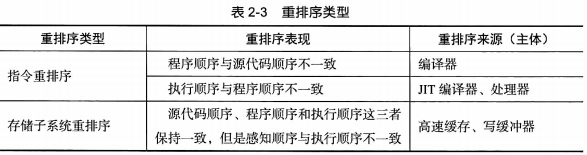 表 2-3 重排序类型
重排序类型 重排序表现 重排序来源（主体）
指令重排序 程序顺序与源代码顺序不一致 编译器
执行顺序与程序顺序不一致 JIT 编译器、处理器
存储子系统重排序 源代码顺序、程序顺序和执行顺序这三者 高速缓存、写缓冲器
保持一致，但是感知顺序与执行顺序不一致